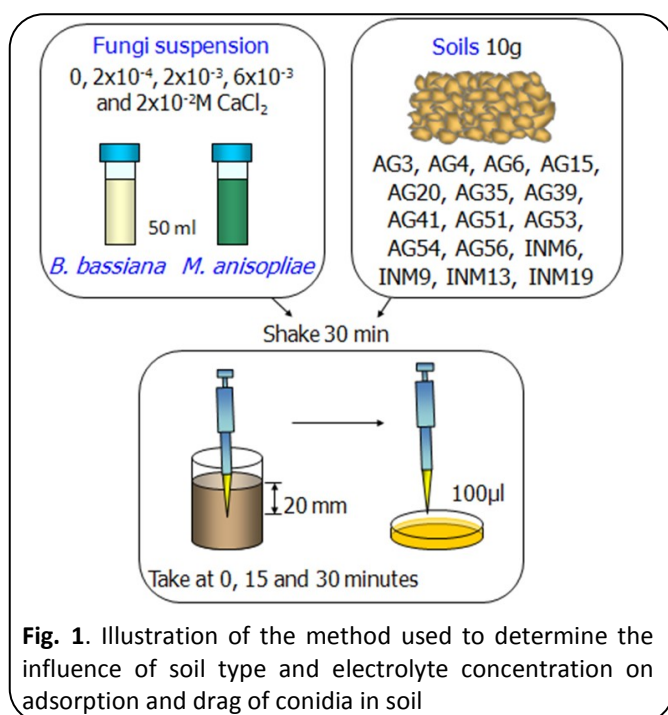 Fungi suspension
0, 2x10⁻⁴, 2x10⁻³, 6x10⁻³
and 2x10⁻²M CaCl₂
50 ml
B. bassiana M. anisopliae
Soils 10g
AG3, AG4, AG6, AG15,
AG20, AG35, AG39,
AG41, AG51, AG53,
AG54, AG56, INM6,
INM9, INM13, INM19
Shake 30 min
20 mm
100µl
Take at 0, 15 and 30 minutes
Fig. 1. Illustration of the method used to determine the
influence of soil type and electrolyte concentration on
adsorption and drag of conidia in soil